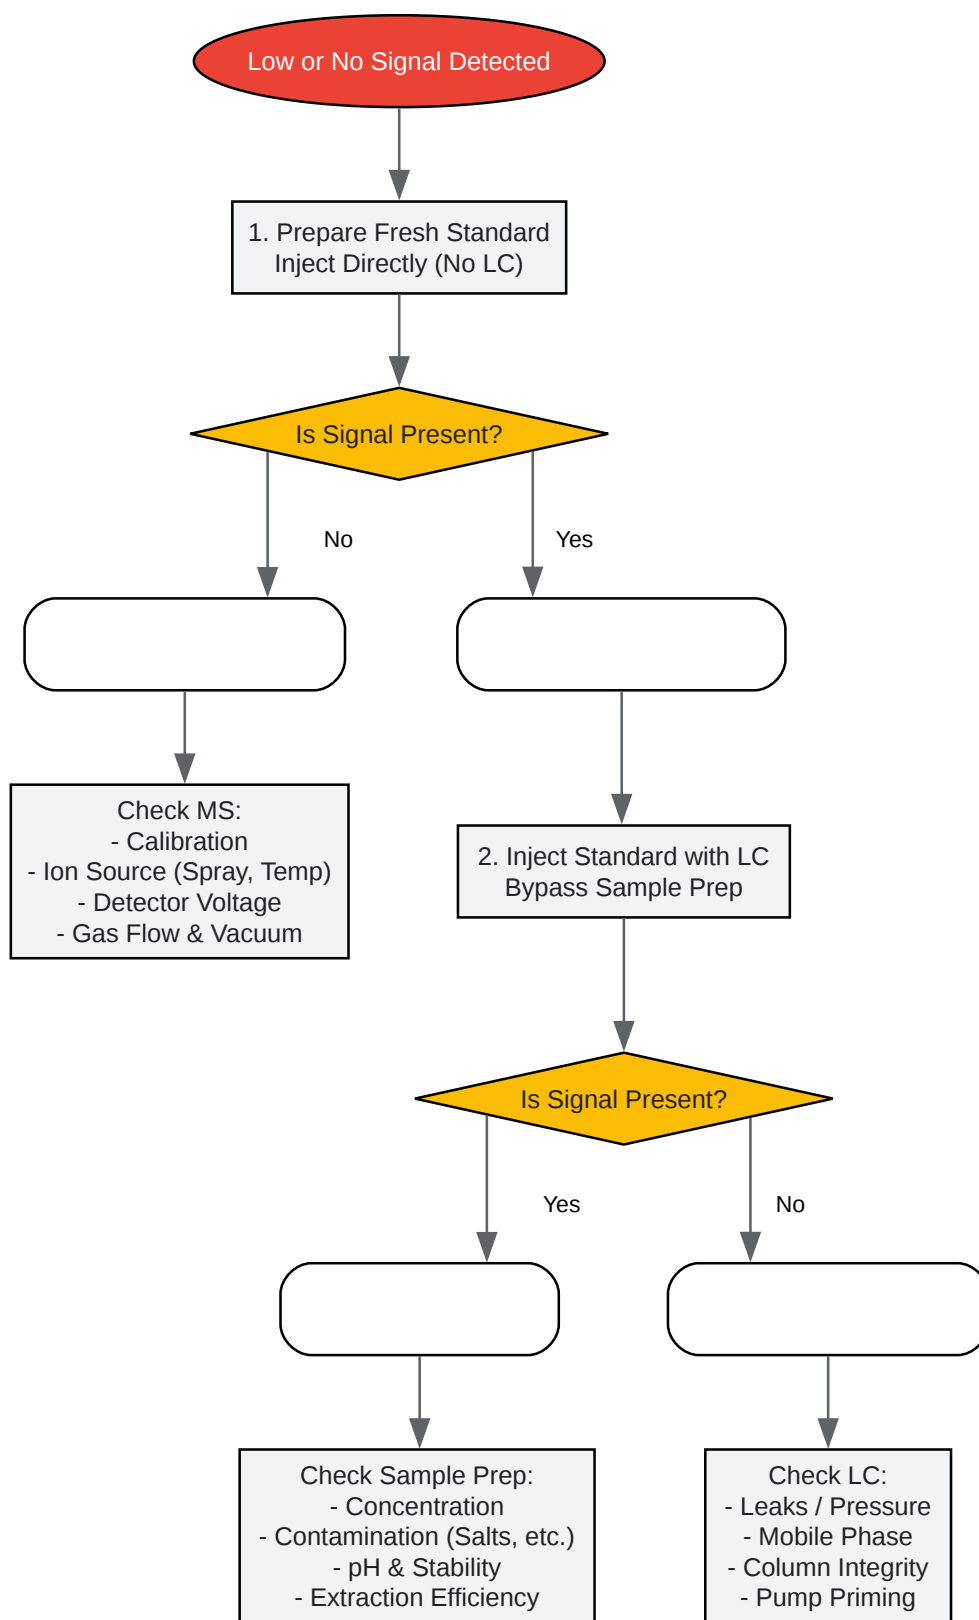 Low or No Signal Detected
1. Prepare Fresh Standard
Inject Directly (No LC)
Is Signal Present?
No
Yes
Check MS:
- Calibration
- Ion Source (Spray, Temp)
- Detector Voltage
- Gas Flow & Vacuum
2. Inject Standard with LC
Bypass Sample Prep
Is Signal Present?
Yes
No
Check Sample Prep:
- Concentration
- Contamination (Salts, etc.)
- pH & Stability
- Extraction Efficiency
Check LC:
- Leaks / Pressure
- Mobile Phase
- Column Integrity
- Pump Priming